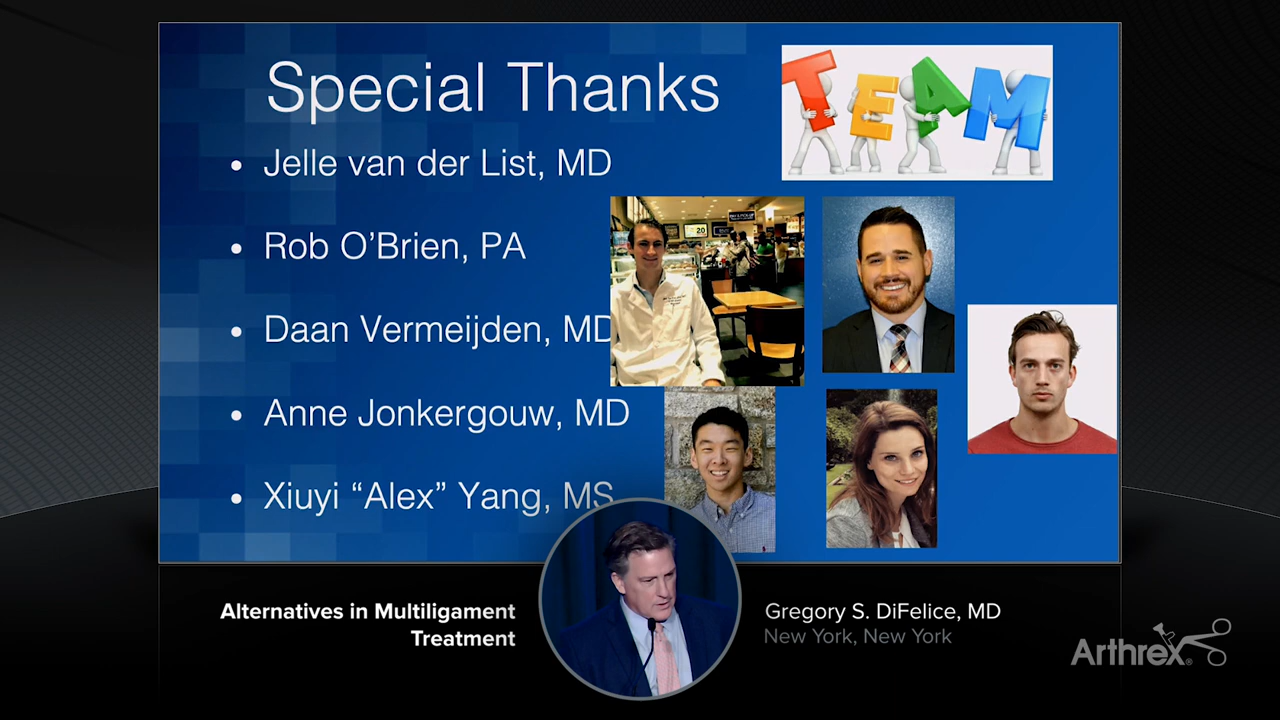 Special Thanks
TEAM
• Jelle van der List, MD
• Rob O’Brien, PA
• Daan Vermeijden, MD
• Anne Jonkergouw, MD
• Xiuyi “Alex” Yang, MS
Alternatives in Multiligament
Treatment
Gregory S. DiFelice, MD
New York, New York
Arthrex®